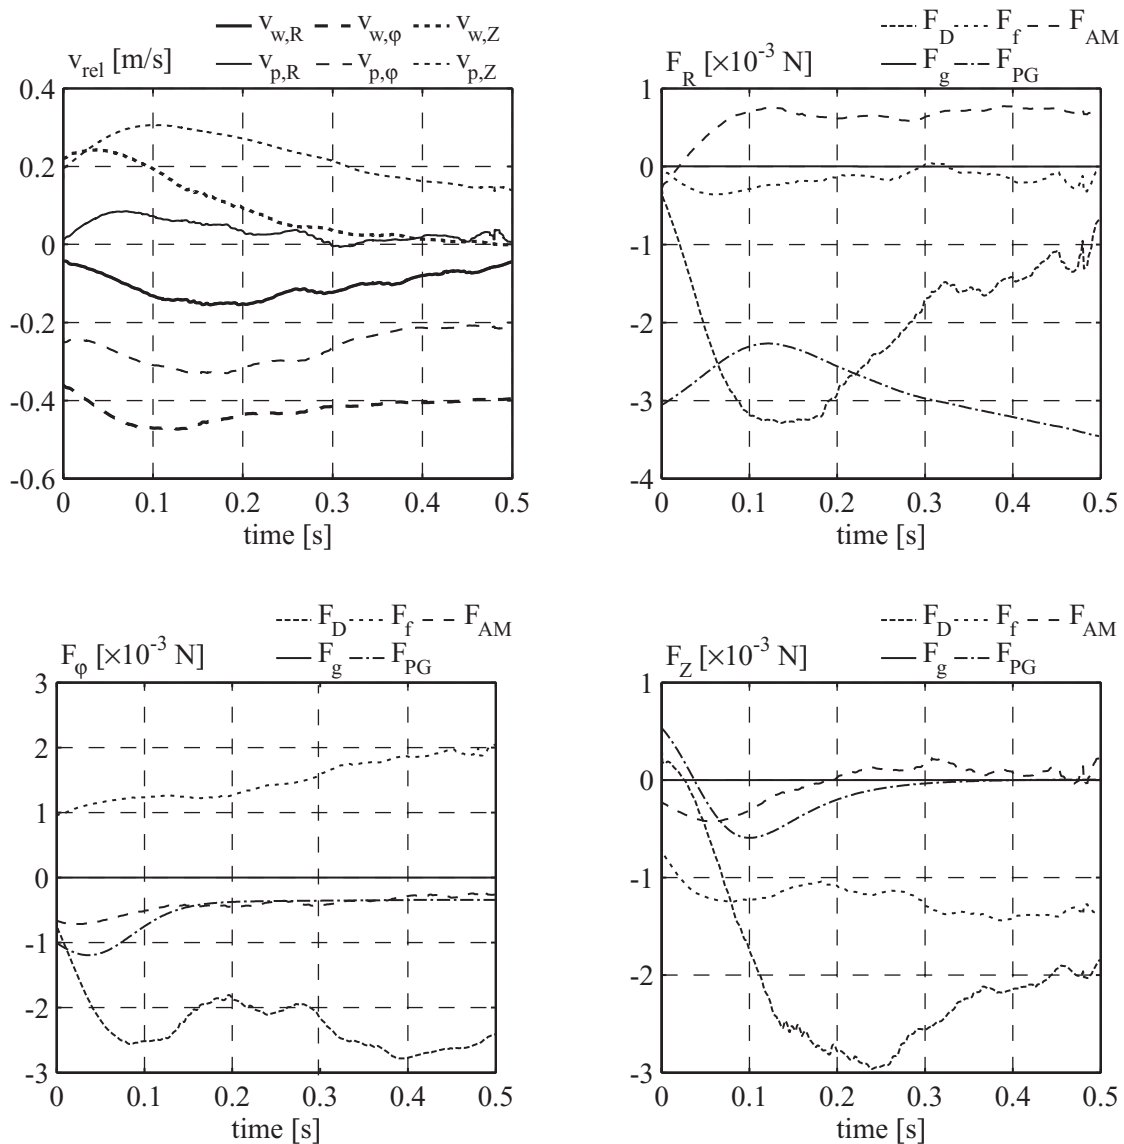 v_w,R v_w,φ v_w,Z
v_rel [m/s] v_p,R v_p,φ v_p,Z
0.4
0.2
0
-0.2
-0.4
-0.6
0 0.1 0.2 0.3 0.4 0.5
time [s]
F_D F_f F_AM
F_R [×10^-3 N] F_g F_PG
1
0
-1
-2
-3
-4
0 0.1 0.2 0.3 0.4 0.5
time [s]
F_D F_f F_AM
F_φ [×10^-3 N] F_g F_PG
3
2
1
0
-1
-2
-3
0 0.1 0.2 0.3 0.4 0.5
time [s]
F_D F_f F_AM
F_Z [×10^-3 N] F_g F_PG
1
0
-1
-2
-3
0 0.1 0.2 0.3 0.4 0.5
time [s]